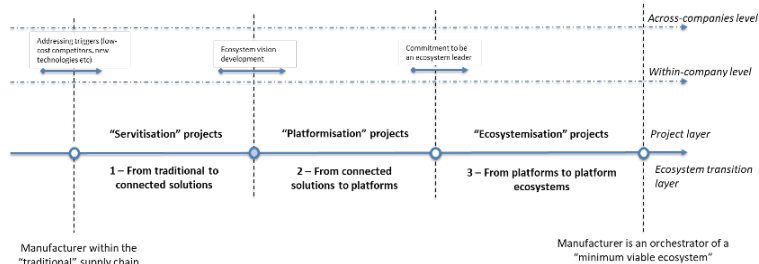 Across-companies level
Addressing triggers (low-
cost competitors, new
technologies etc)
Ecosystem vision
development
Commitment to be
an ecosystem leader
Within-company level
“Servitisation” projects
“Platformisation” projects
“Ecosystemisation” projects
Project layer
1 – From traditional to
connected solutions
2 – From connected
solutions to platforms
3 – From platforms to platform
ecosystems
Ecosystem transition
layer
Manufacturer within the
“traditional” supply chain
Manufacturer is an orchestrator of a
“minimum viable ecosystem”